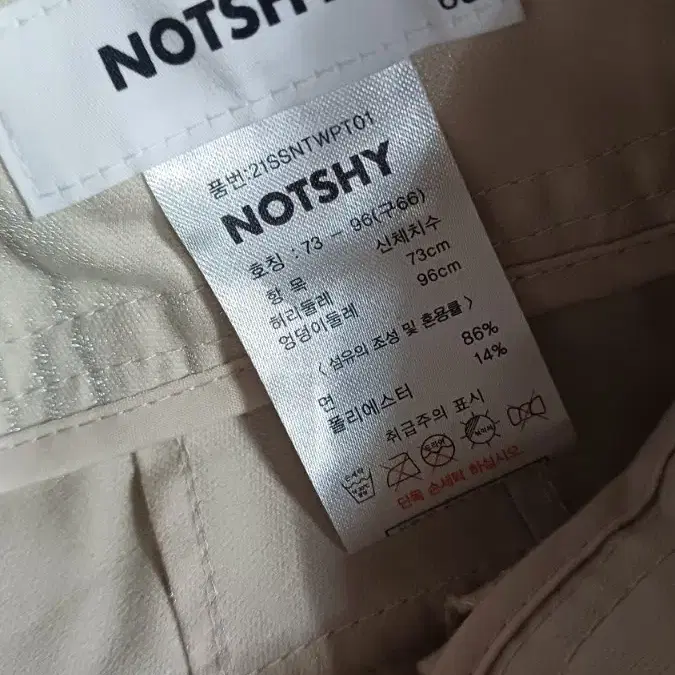 NOTSHY
품번:21SSNTWPT01
NOTSHY
호칭 : 73 - 96(구66)
항 목 신체치수
허리둘레 73cm
엉덩이둘레 96cm
〈 섬유의 조성 및 혼용률 〉
면 86%
폴리에스터 14%
취급주의 표시
단독 손세탁 하십시오